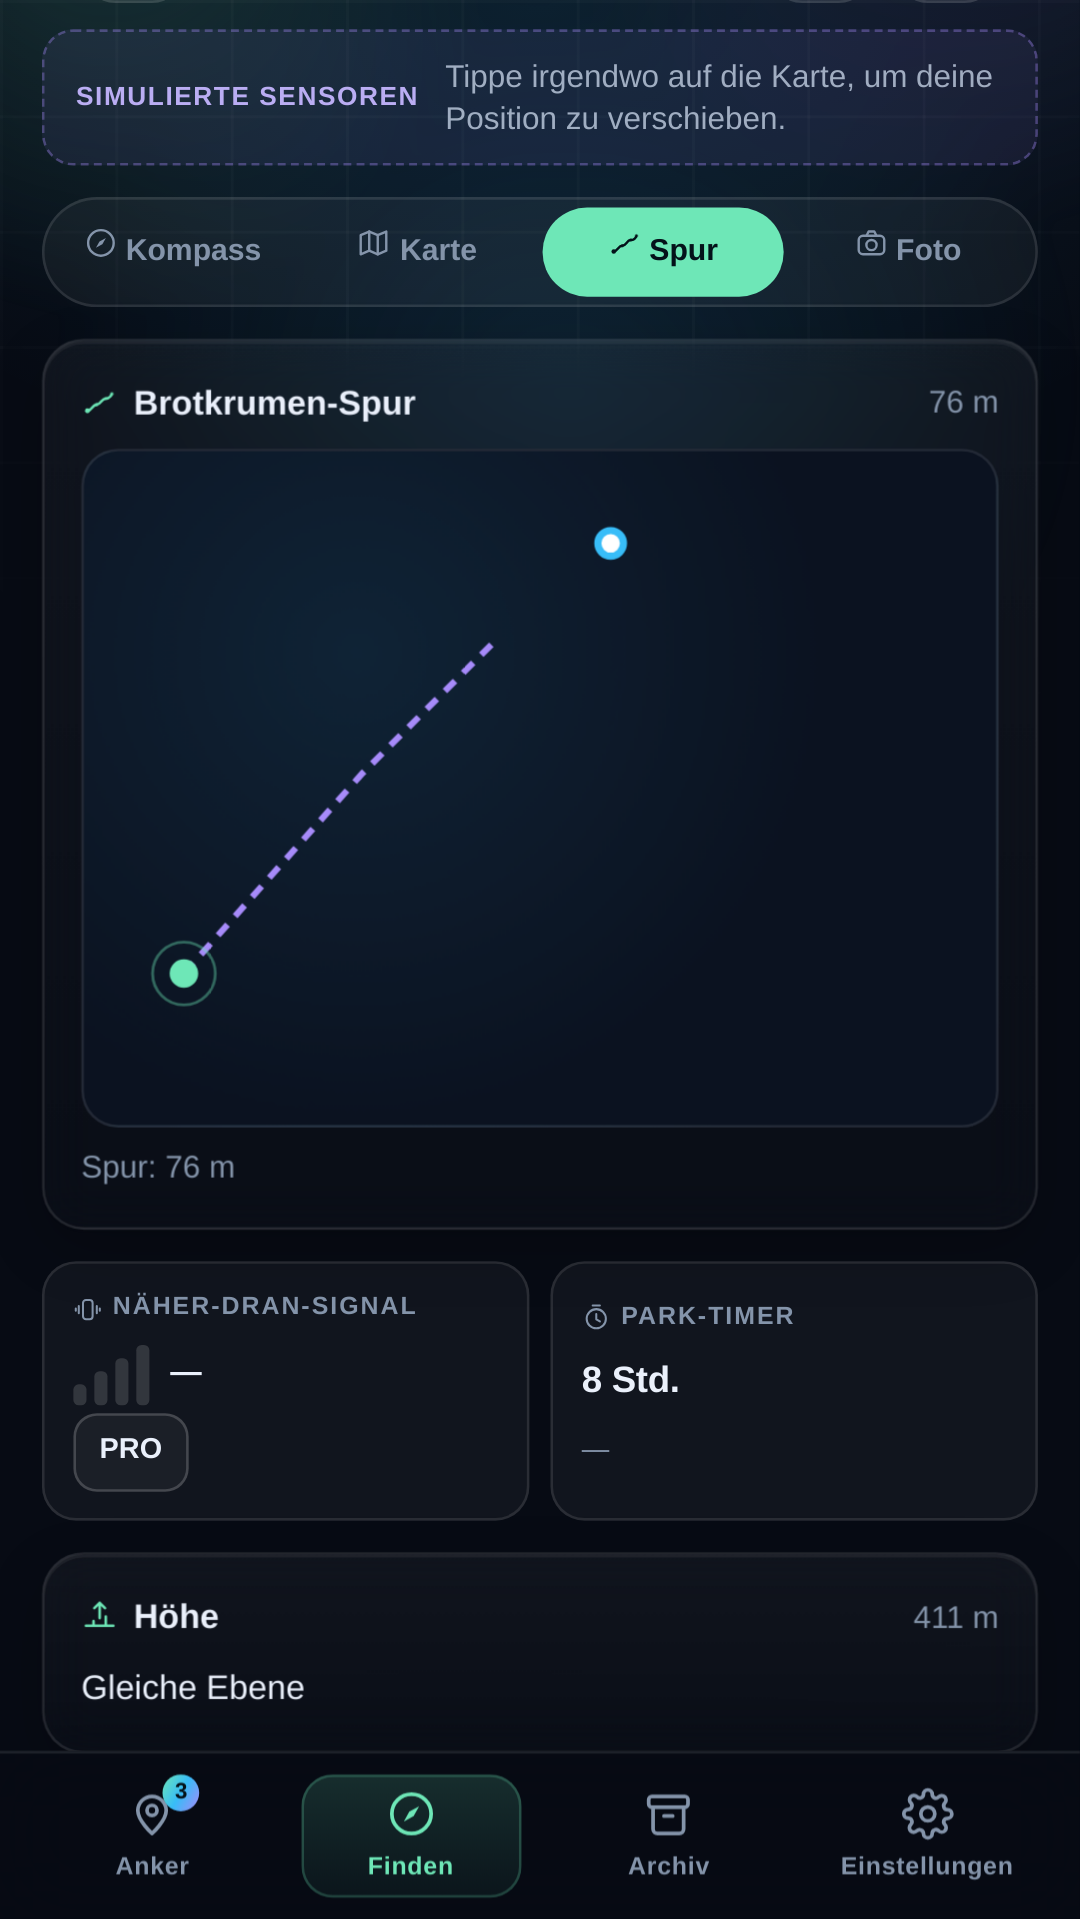 SIMULIERTE SENSOREN
Tippe irgendwo auf die Karte, um deine
Position zu verschieben.
Kompass
Karte
Spur
Foto
Brotkrumen-Spur
76 m
Spur: 76 m
NÄHER-DRAN-SIGNAL
—
PRO
PARK-TIMER
8 Std.
—
Höhe
411 m
Gleiche Ebene
3
Anker
Finden
Archiv
Einstellungen